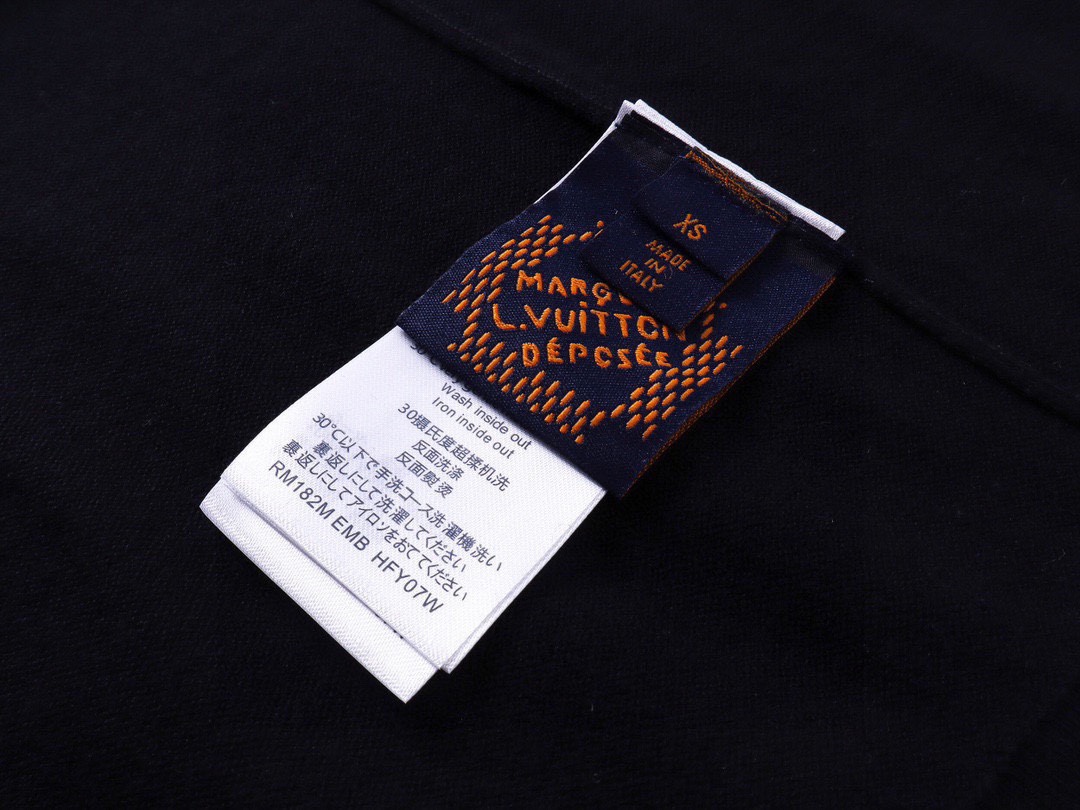 XS
MADE
IN
ITALY
L.VUITTON
DÉPOSÉE
Wash inside out
Iron inside out
30摄氏度超揉机洗
反面洗涤
反面熨烫
30℃以下で手洗コース洗濯機洗い
裏返しにして洗濯してください
裏返しにしてアイロンをおてください
RM182M EMB HFY07W